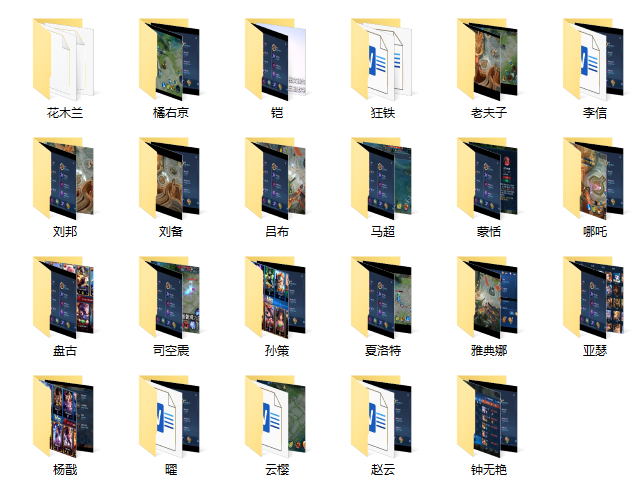 花木兰
橘右京
铠
狂铁
老夫子
李信
刘邦
刘备
吕布
马超
蒙恬
哪吒
盘古
司空震
孙策
夏洛特
雅典娜
亚瑟
杨戬
曜
云樱
赵云
钟无艳